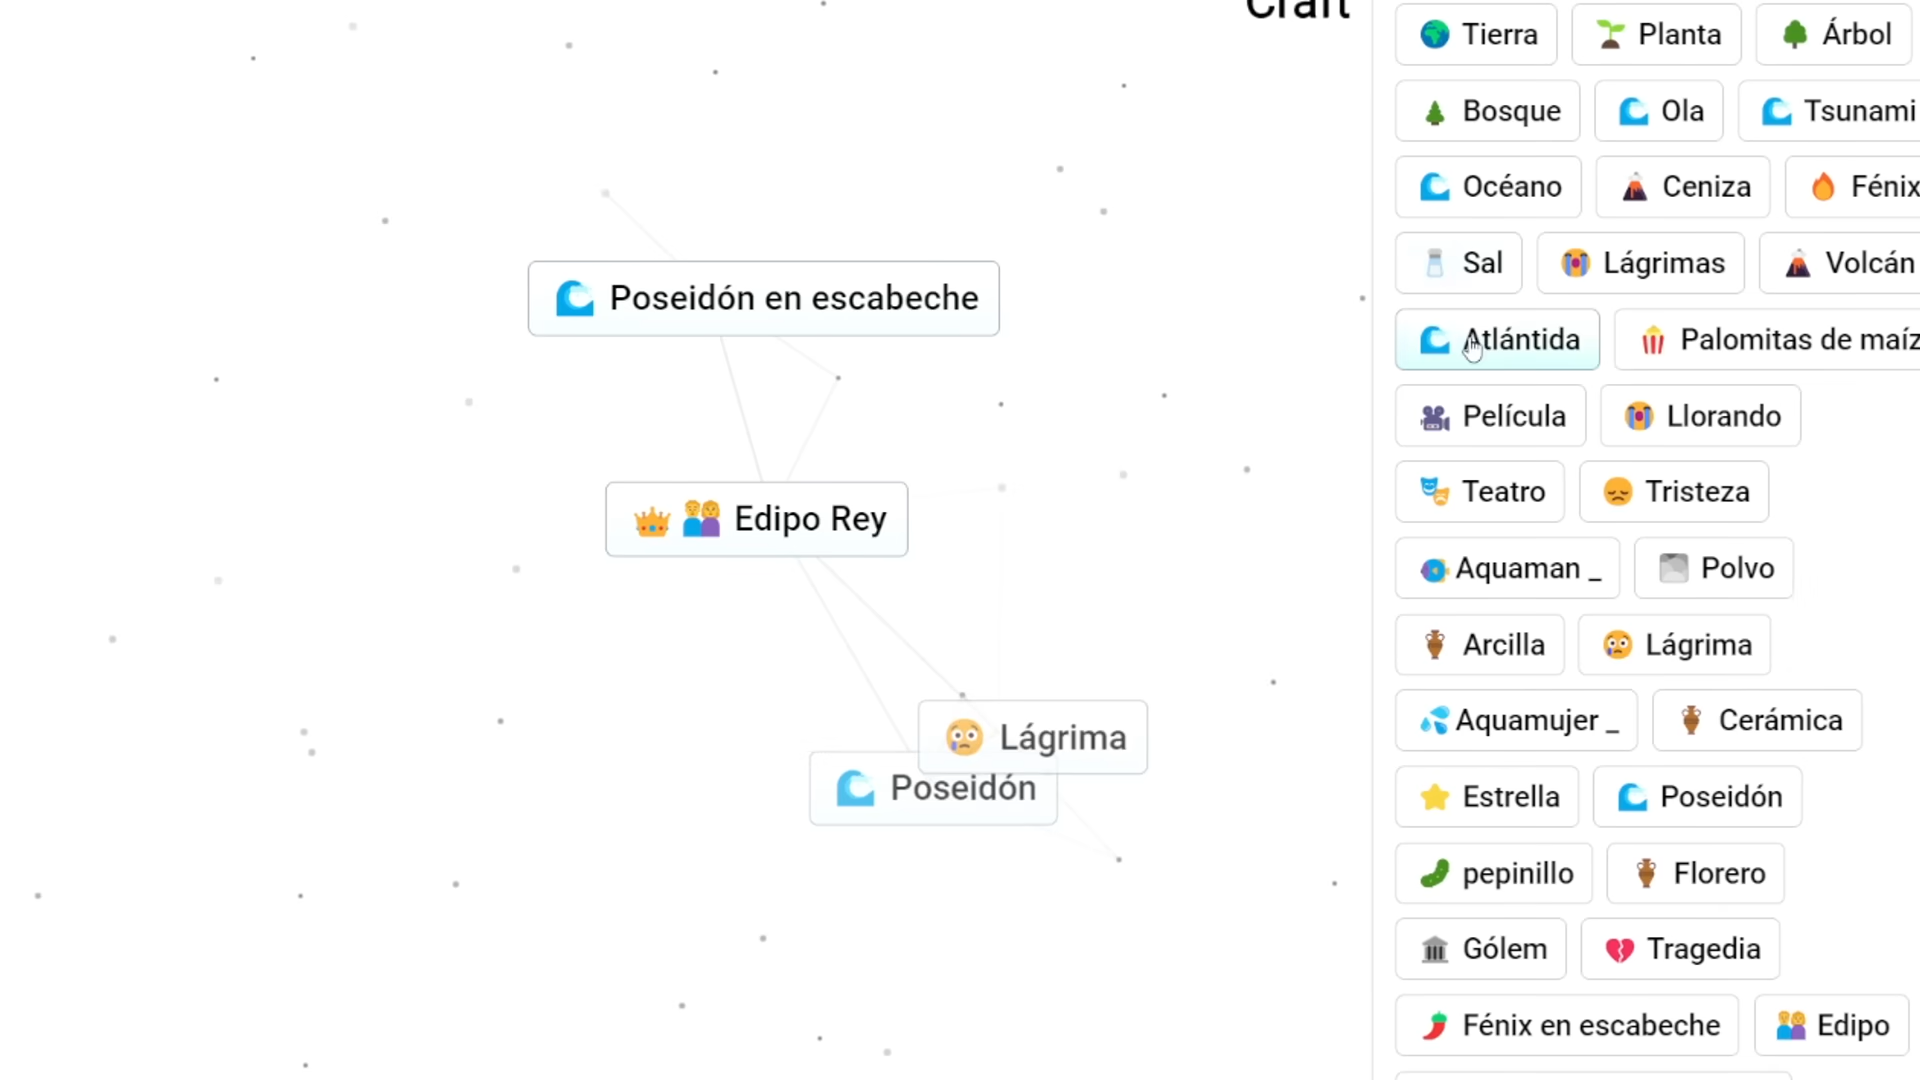 Craft
Tierra Planta Árbol
Bosque Ola Tsunami
Océano Ceniza Fénix
Sal Lágrimas Volcán
Atlántida Palomitas de maíz
Película Llorando
Teatro Tristeza
Aquaman _ Polvo
Arcilla Lágrima
Aquamujer _ Cerámica
Estrella Poseidón
pepinillo Florero
Gólem Tragedia
Fénix en escabeche Edipo
Poseidón en escabeche
Edipo Rey
Lágrima
Poseidón